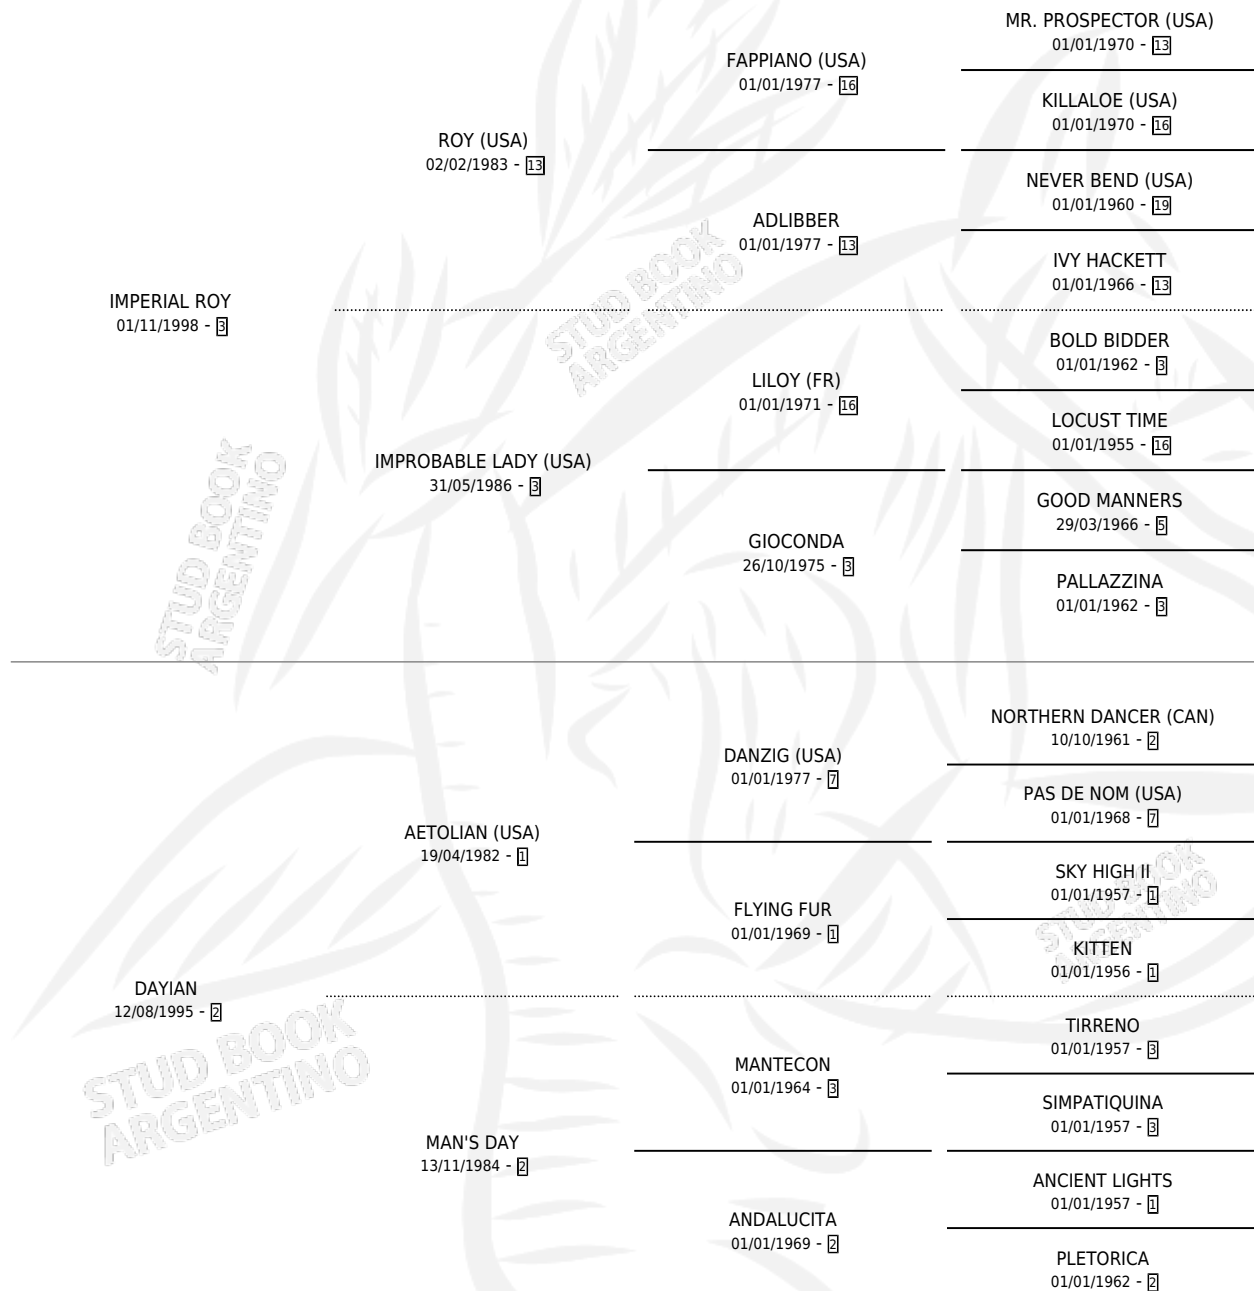 MR. PROSPECTOR (USA)
01/01/1970 - 13
FAPPIANO (USA)
01/01/1977 - 16
KILLALOE (USA)
01/01/1970 - 16
ROY (USA)
02/02/1983 - 13
NEVER BEND (USA)
01/01/1960 - 19
ADLIBBER
01/01/1977 - 13
IVY HACKETT
01/01/1966 - 13
IMPERIAL ROY
01/11/1998 - 3
BOLD BIDDER
01/01/1962 - 3
LILOY (FR)
01/01/1971 - 16
LOCUST TIME
01/01/1955 - 16
IMPROBABLE LADY (USA)
31/05/1986 - 3
GOOD MANNERS
29/03/1966 - 5
GIOCONDA
26/10/1975 - 3
PALLAZZINA
01/01/1962 - 3
STUD BOOK
ARGENTINO
STUD BOOK
ARGENTINO
NORTHERN DANCER (CAN)
10/10/1961 - 2
DANZIG (USA)
01/01/1977 - 7
PAS DE NOM (USA)
01/01/1968 - 7
AETOLIAN (USA)
19/04/1982 - 1
SKY HIGH II
01/01/1957 - 1
FLYING FUR
01/01/1969 - 1
KITTEN
01/01/1956 - 1
DAYIAN
12/08/1995 - 2
TIRRENO
01/01/1957 - 3
MANTECON
01/01/1964 - 3
SIMPATIQUINA
01/01/1957 - 3
MAN'S DAY
13/11/1984 - 2
ANCIENT LIGHTS
01/01/1957 - 1
ANDALUCITA
01/01/1969 - 2
PLETORICA
01/01/1962 - 2
STUD BOOK
ARGENTINO
STUD BOOK
ARGENTINO